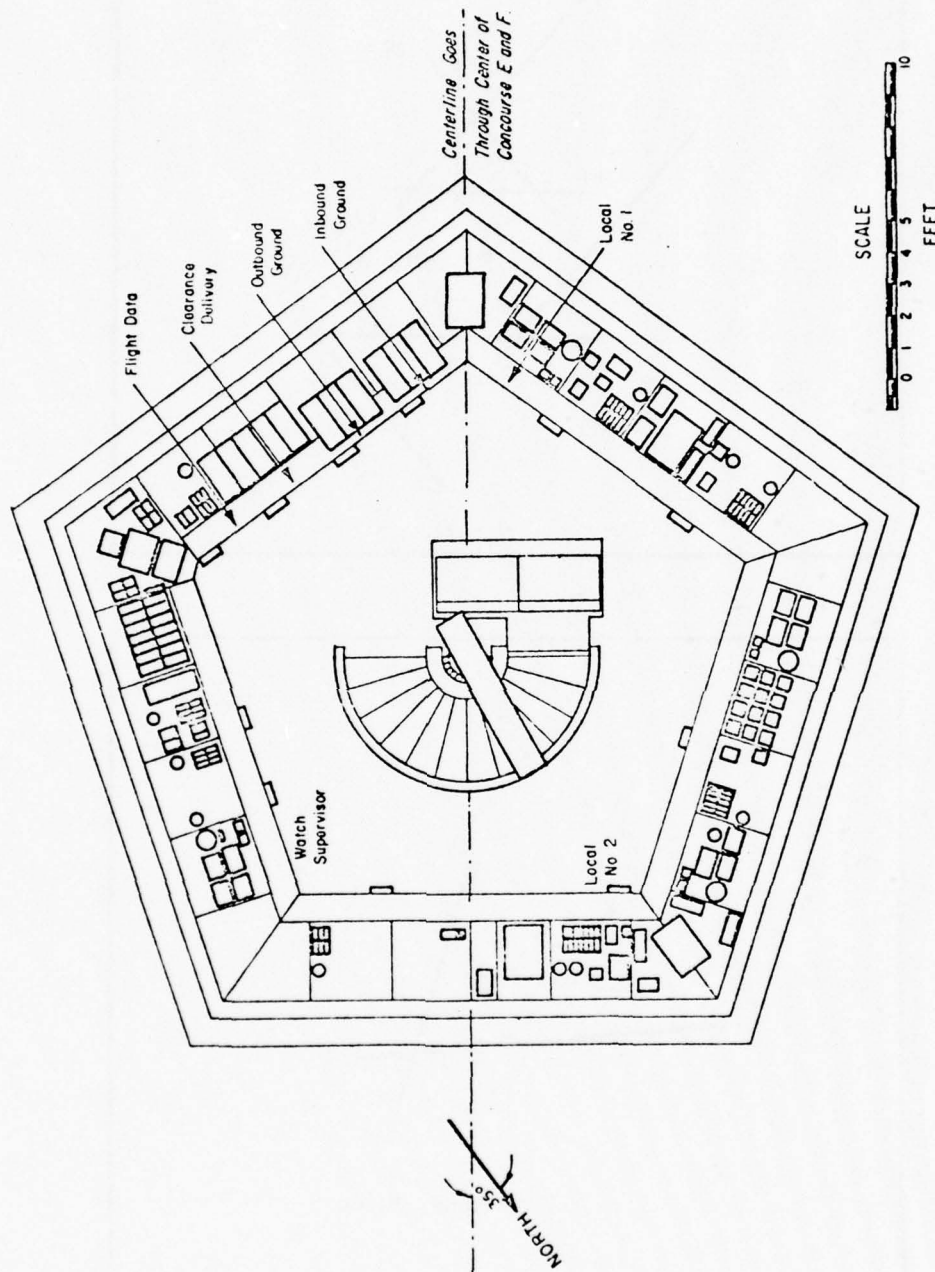 Flight Data
Clearance
Delivery
Outbound
Ground
Inbound
Ground
Centerline Goes
Through Center of
Concourse E and F.
Local
No. 1
Watch
Supervisor
Local
No 2
35°
NORTH
SCALE
0 1 2 3 4 5 10
FEET